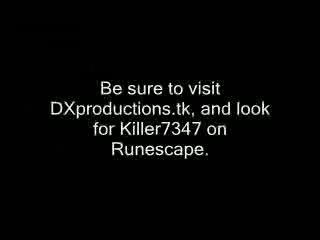 Be sure to visit
DXproductions.tk, and look
for Killer7347 on
Runescape.